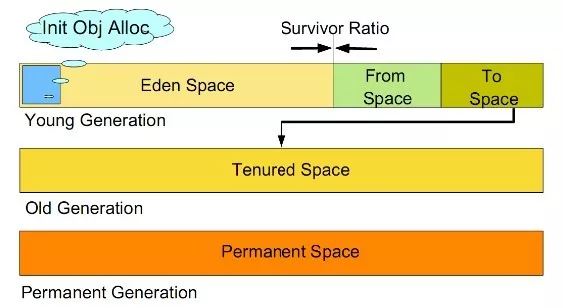 Init Obj Alloc
Survivor Ratio
Eden Space
From
Space
To
Space
Young Generation
Tenured Space
Old Generation
Permanent Space
Permanent Generation